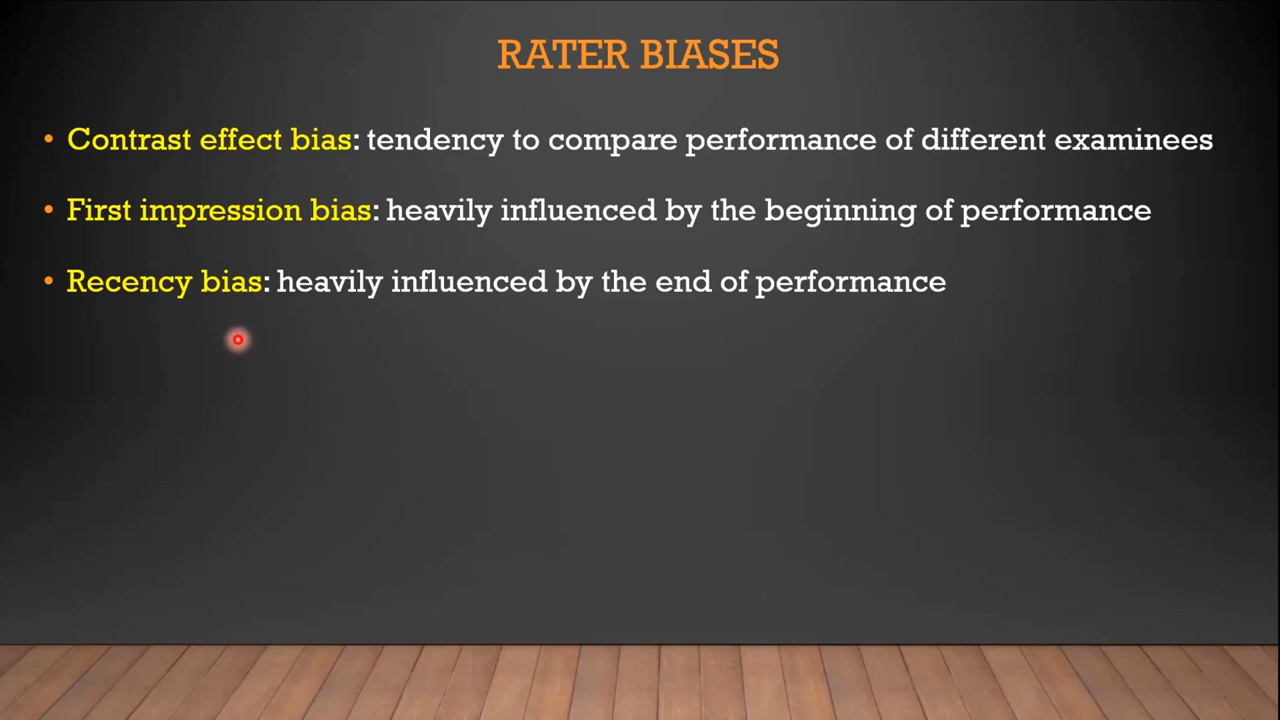 RATER BIASES
• Contrast effect bias: tendency to compare performance of different examinees
• First impression bias: heavily influenced by the beginning of performance
• Recency bias: heavily influenced by the end of performance